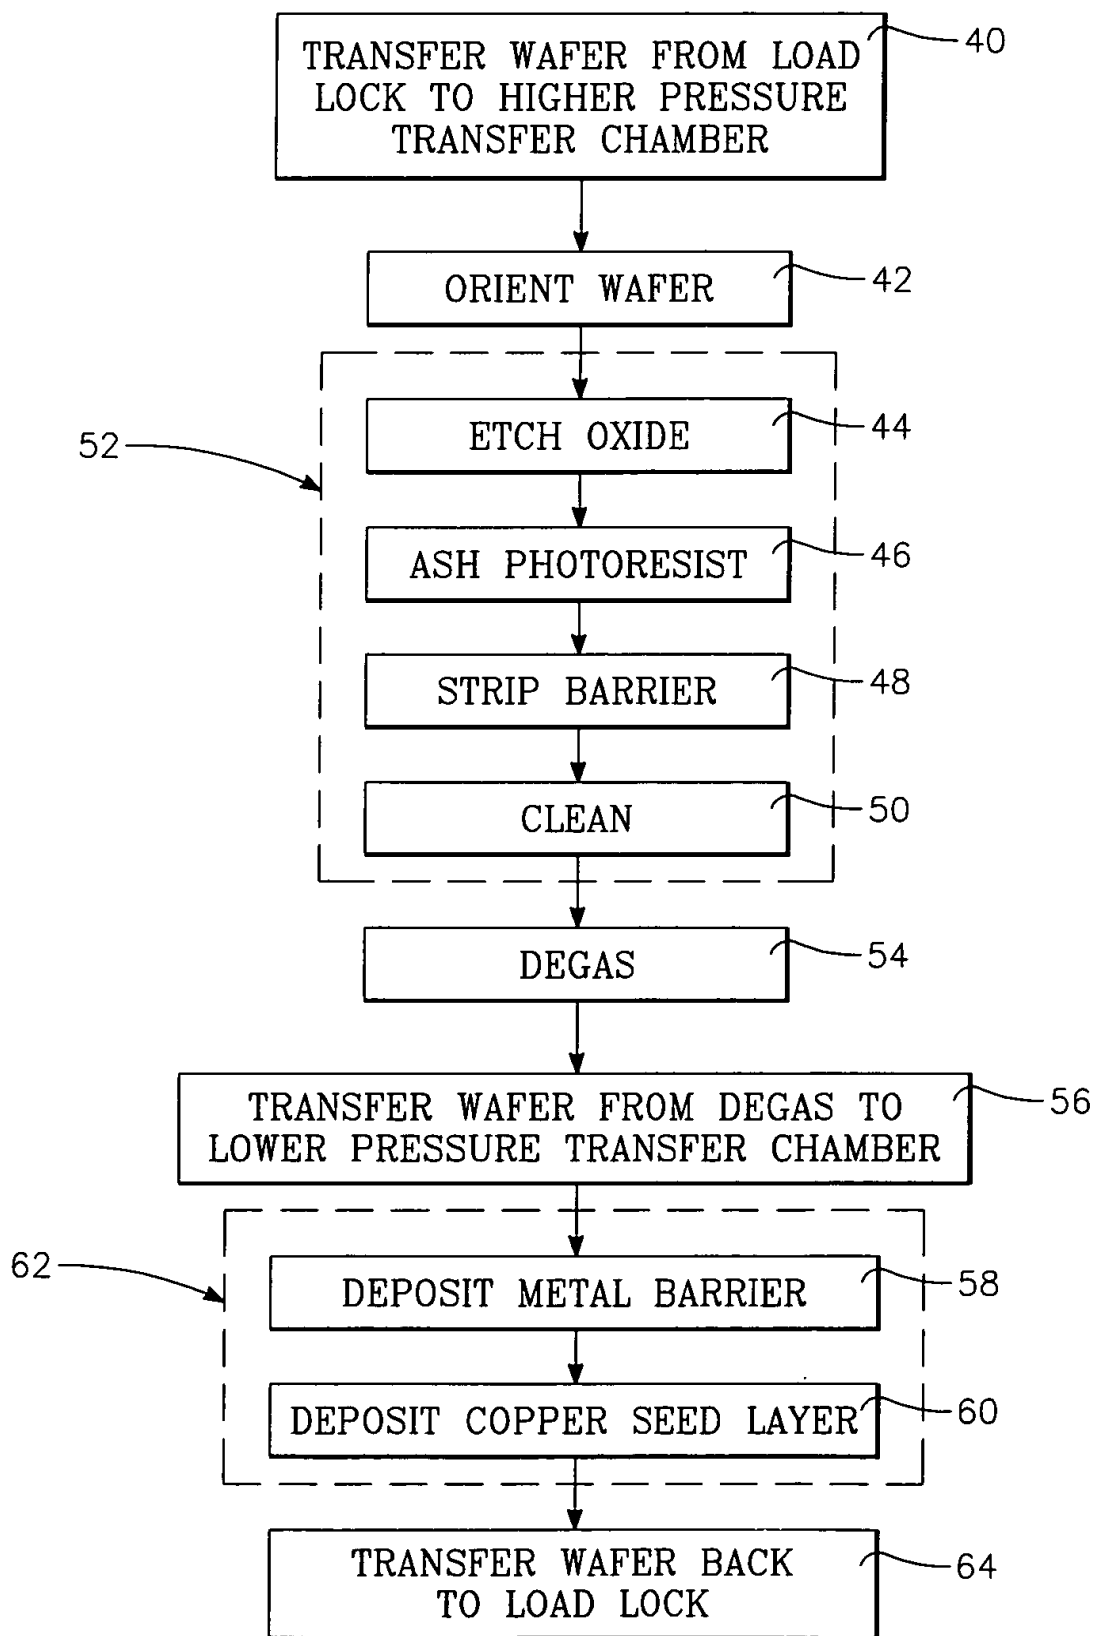 TRANSFER WAFER FROM LOAD
LOCK TO HIGHER PRESSURE
TRANSFER CHAMBER
40
ORIENT WAFER
42
52
ETCH OXIDE
44
ASH PHOTORESIST
46
STRIP BARRIER
48
CLEAN
50
DEGAS
54
TRANSFER WAFER FROM DEGAS TO
LOWER PRESSURE TRANSFER CHAMBER
56
62
DEPOSIT METAL BARRIER
58
DEPOSIT COPPER SEED LAYER
60
TRANSFER WAFER BACK
TO LOAD LOCK
64